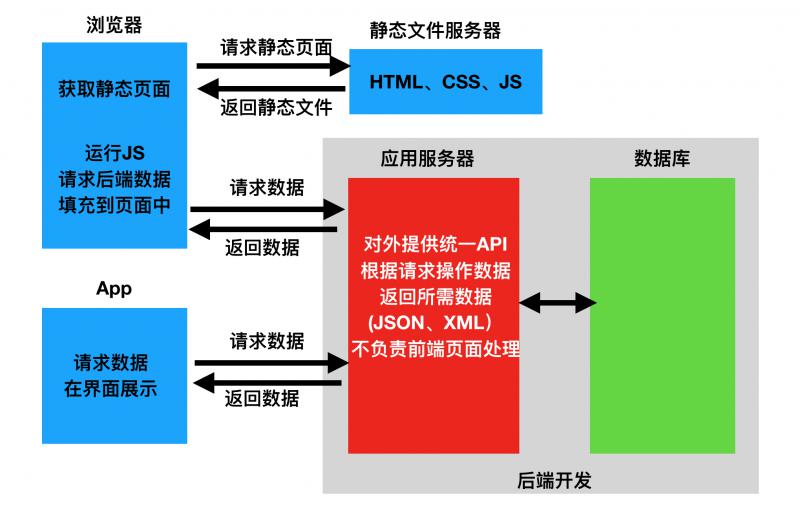 浏览器
获取静态页面
运行JS
请求后端数据
填充到页面中
请求静态页面
返回静态文件
静态文件服务器
HTML、CSS、JS
请求数据
返回数据
应用服务器
对外提供统一API
根据请求操作数据
返回所需数据
(JSON、XML）
不负责前端页面处理
数据库
App
请求数据
在界面展示
请求数据
返回数据
后端开发